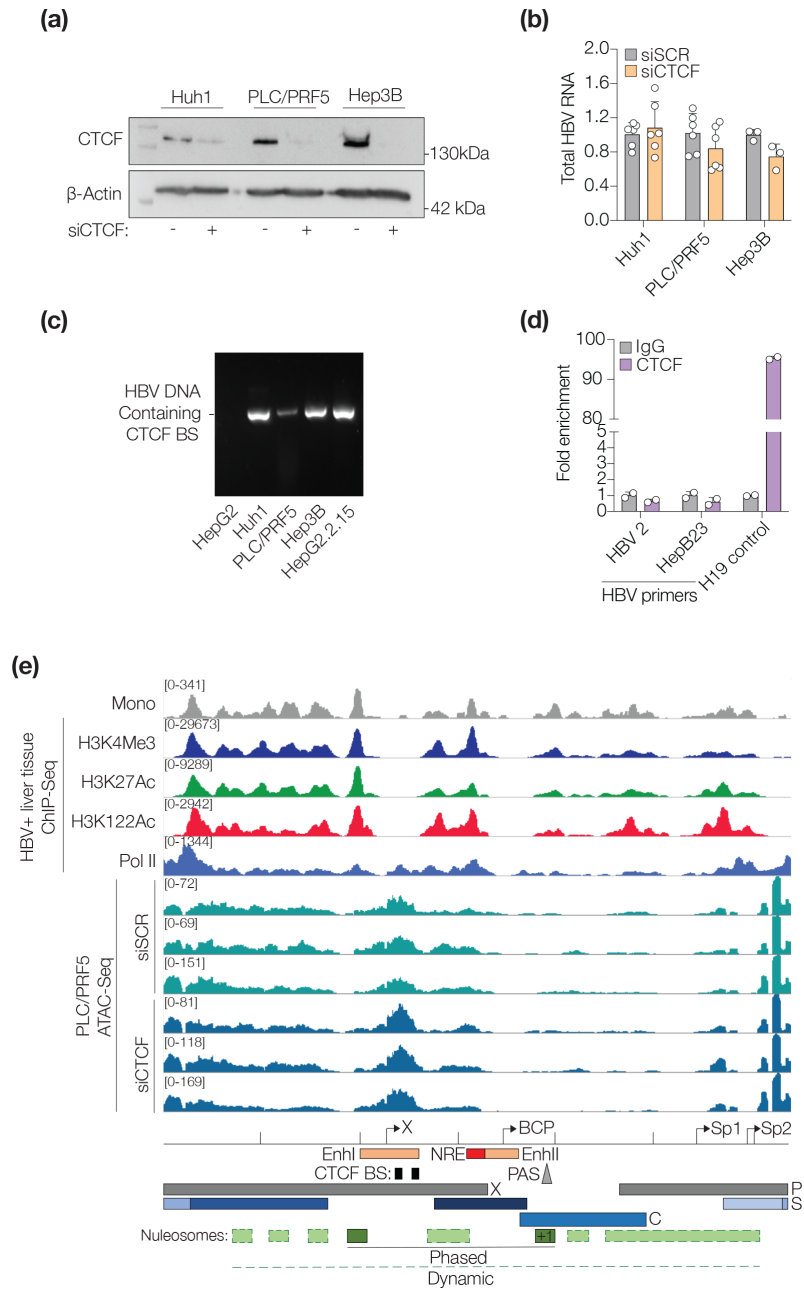 (a)
Huh1 PLC/PRF5 Hep3B
CTCF
-130kDa
β-Actin
-42 kDa
siCTCF: - + - + - +
(b)
Total HBV RNA
2.0
1.6
1.2
0.8
0.4
0.0
siSCR
siCTCF
Huh1
PLC/PRF5
Hep3B
(c)
HBV DNA
Containing -
CTCF BS
HepG2
Huh1
PLC/PRF5
Hep3B
HepG2.2.15
(d)
Fold enrichment
100
90
80
5
4
3
2
1
0
IgG
CTCF
HBV 2
HepB23
H19 control
HBV primers
(e)
HBV+ liver tissue
ChIP-Seq
Mono
[0-341]
H3K4Me3
[0-29673]
H3K27Ac
[0-9289]
H3K122Ac
[0-2942]
Pol II
[0-1344]
PLC/PRF5
ATAC-Seq
siSCR
[0-72]
[0-69]
[0-151]
siCTCF
[0-81]
[0-118]
[0-169]
X BCP Sp1 Sp2
EnhI NRE EnhII
CTCF BS: PAS
X P
S
C
Nuleosomes: +1
Phased
Dynamic